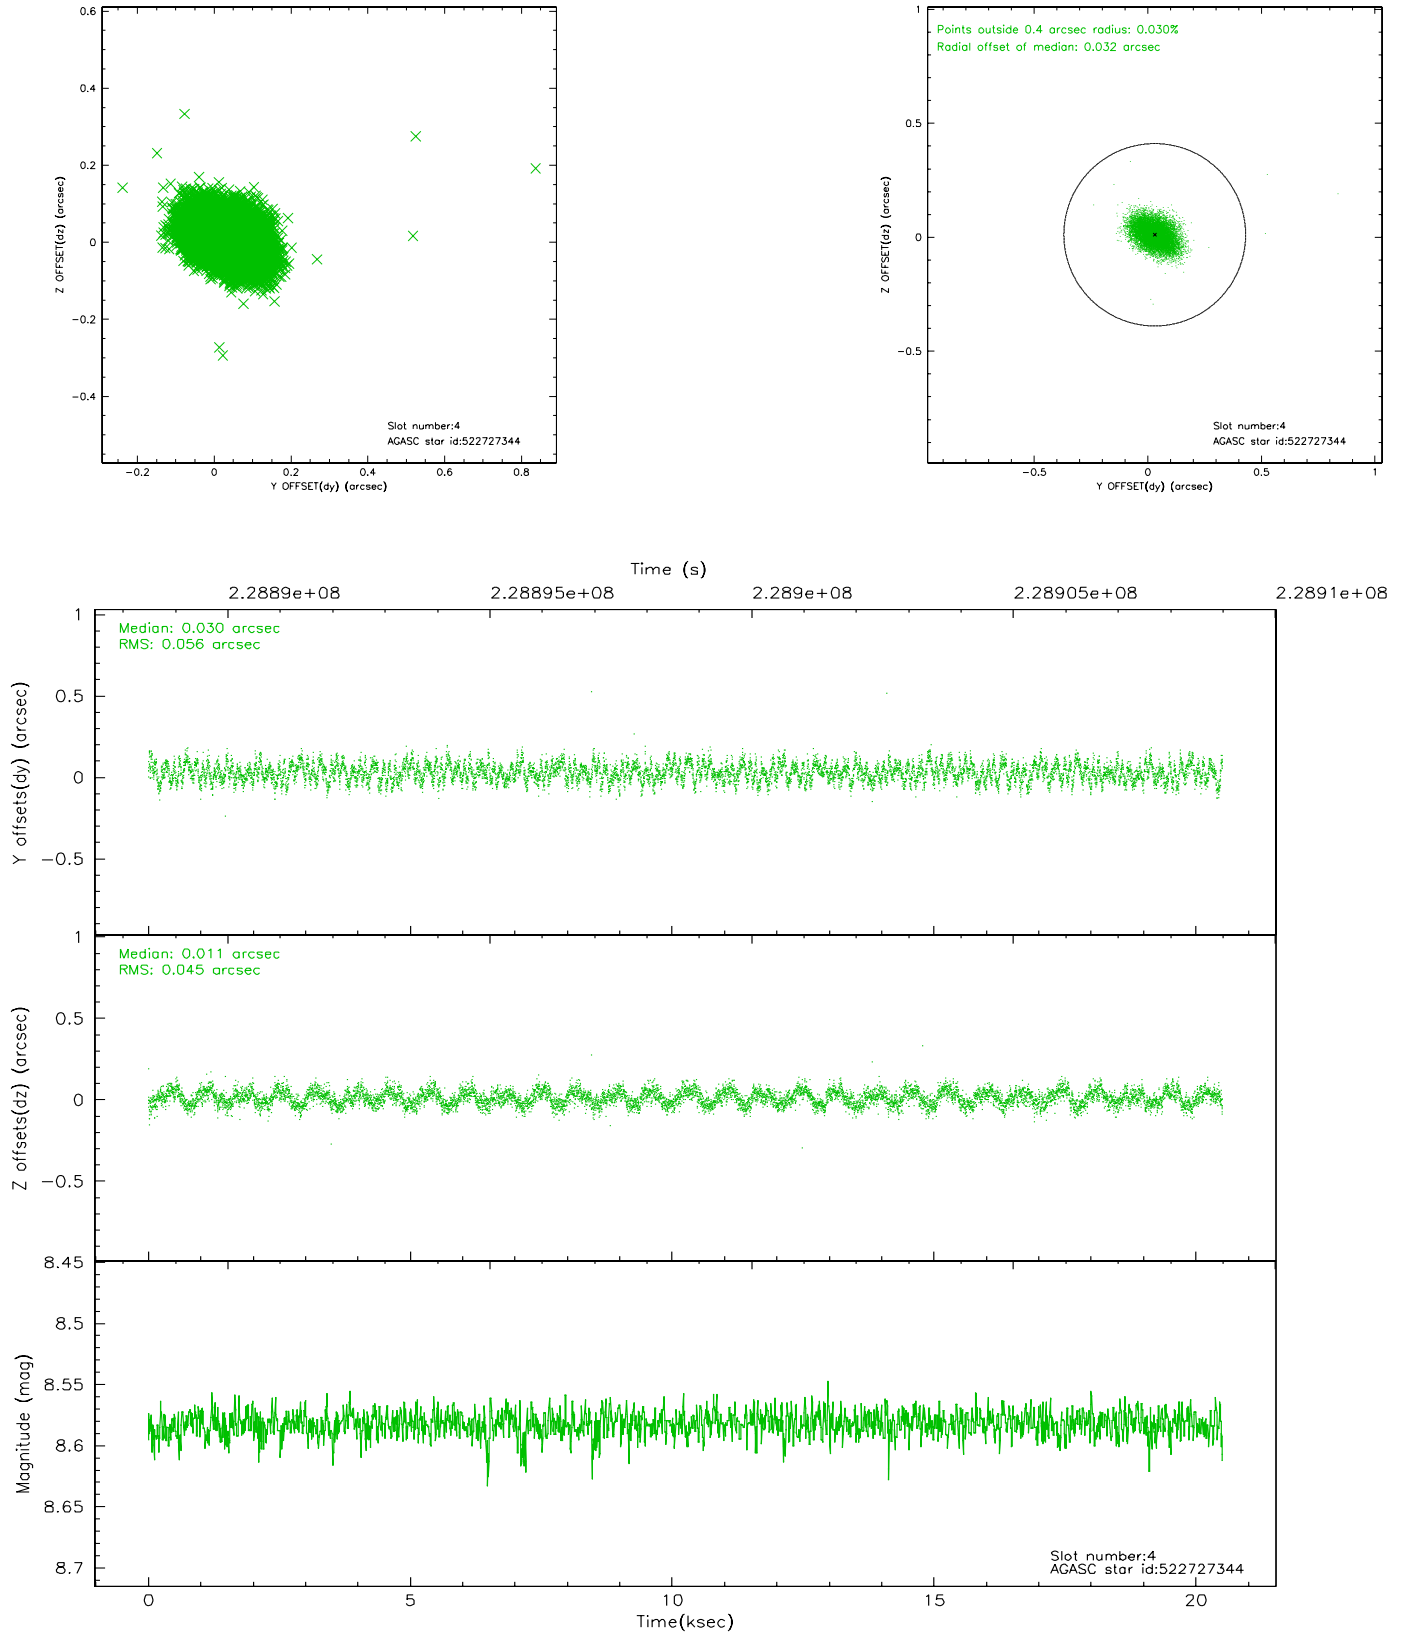 0.6
0.4
0.2
0
−0.2
−0.4
Z OFFSET(dz) (arcsec)
Slot number:4
AGASC star id:522727344
−0.2 0 0.2 0.4 0.6 0.8
Y OFFSET(dy) (arcsec)
Points outside 0.4 arcsec radius: 0.030%
Radial offset of median: 0.032 arcsec
1
0.5
0
−0.5
Z OFFSET(dz) (arcsec)
Slot number:4
AGASC star id:522727344
−0.5 0 0.5 1
Y OFFSET(dy) (arcsec)
Time (s)
2.2889e+08 2.28895e+08 2.289e+08 2.28905e+08 2.2891e+08
Median: 0.030 arcsec
RMS: 0.056 arcsec
1
0.5
0
−0.5
Y offsets(dy) (arcsec)
Median: 0.011 arcsec
RMS: 0.045 arcsec
1
0.5
0
−0.5
Z offsets(dz) (arcsec)
8.45
8.5
8.55
8.6
8.65
8.7
Magnitude (mag)
Slot number:4
AGASC star id:522727344
0 5 10 15 20
Time(ksec)